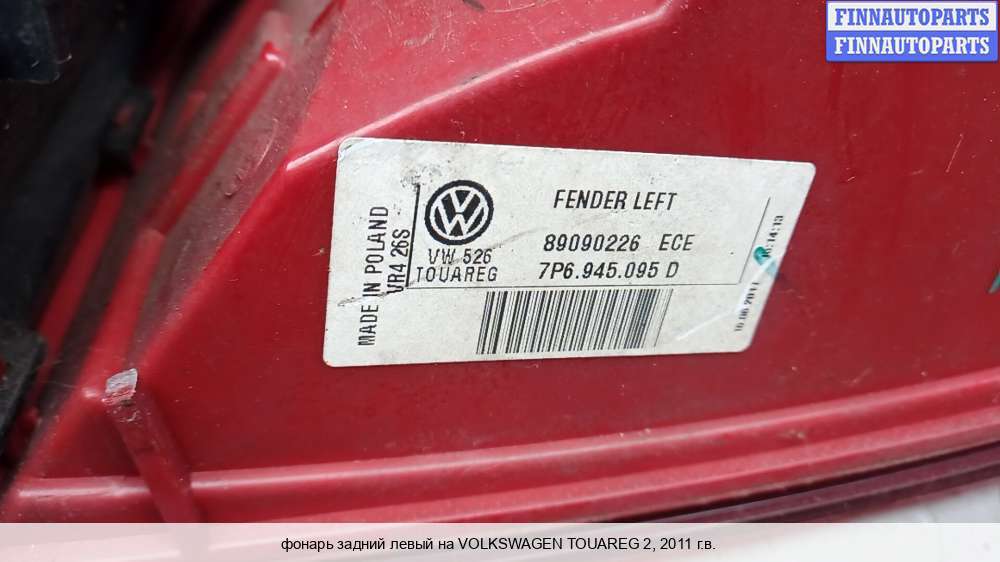 FINNAUTOPARTS
FINNAUTOPARTS
FENDER LEFT
89090226 ECE
7P6.945.095 D
VW 526
TOUAREG
MADE IN POLAND
VR4 26S
фонарь задний левый на VOLKSWAGEN TOUAREG 2, 2011 г.в.